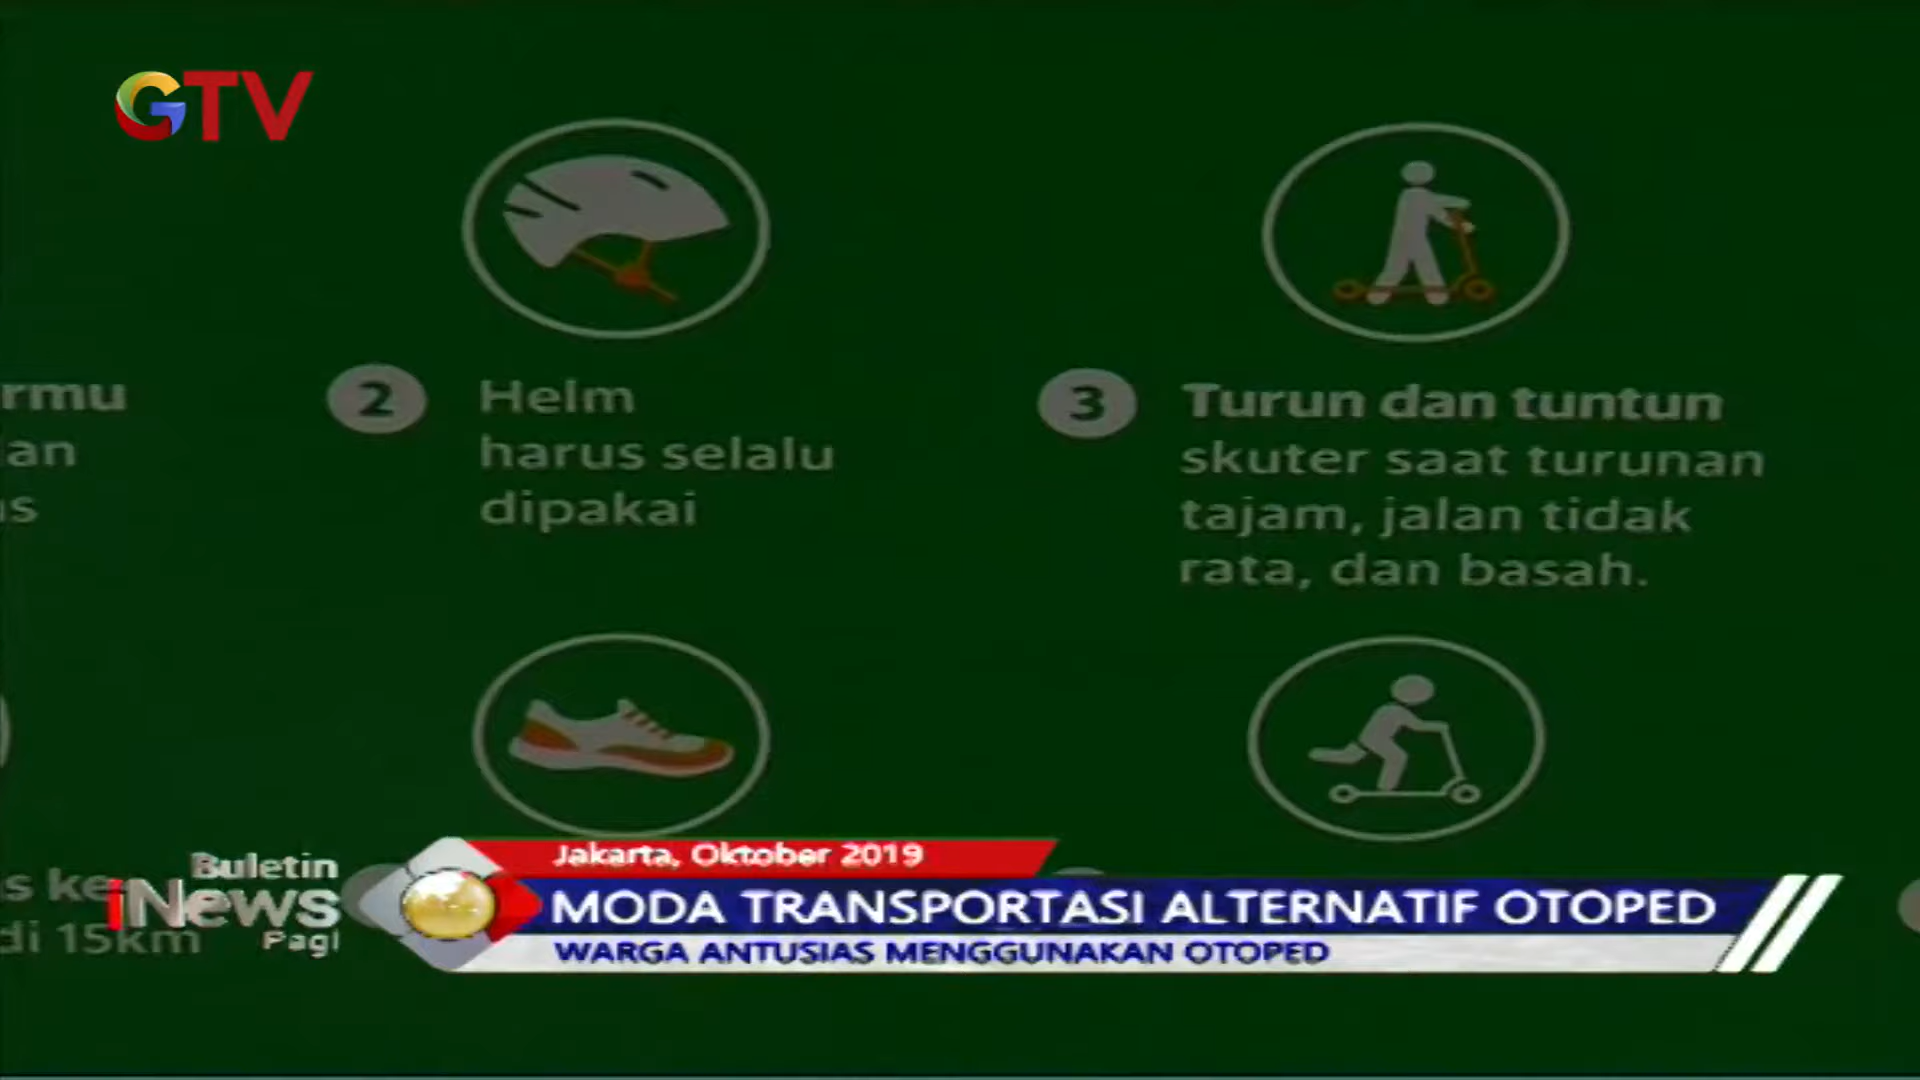 GTV
rmu
an
s
2
Helm
harus selalu
dipakai
3
Turun dan tuntun
skuter saat turunan
tajam, jalan tidak
rata, dan basah.
s ke
di 15km
Buletin
iNews
Pagi
Jakarta, Oktober 2019
MODA TRANSPORTASI ALTERNATIF OTOPED
WARGA ANTUSIAS MENGGUNAKAN OTOPED